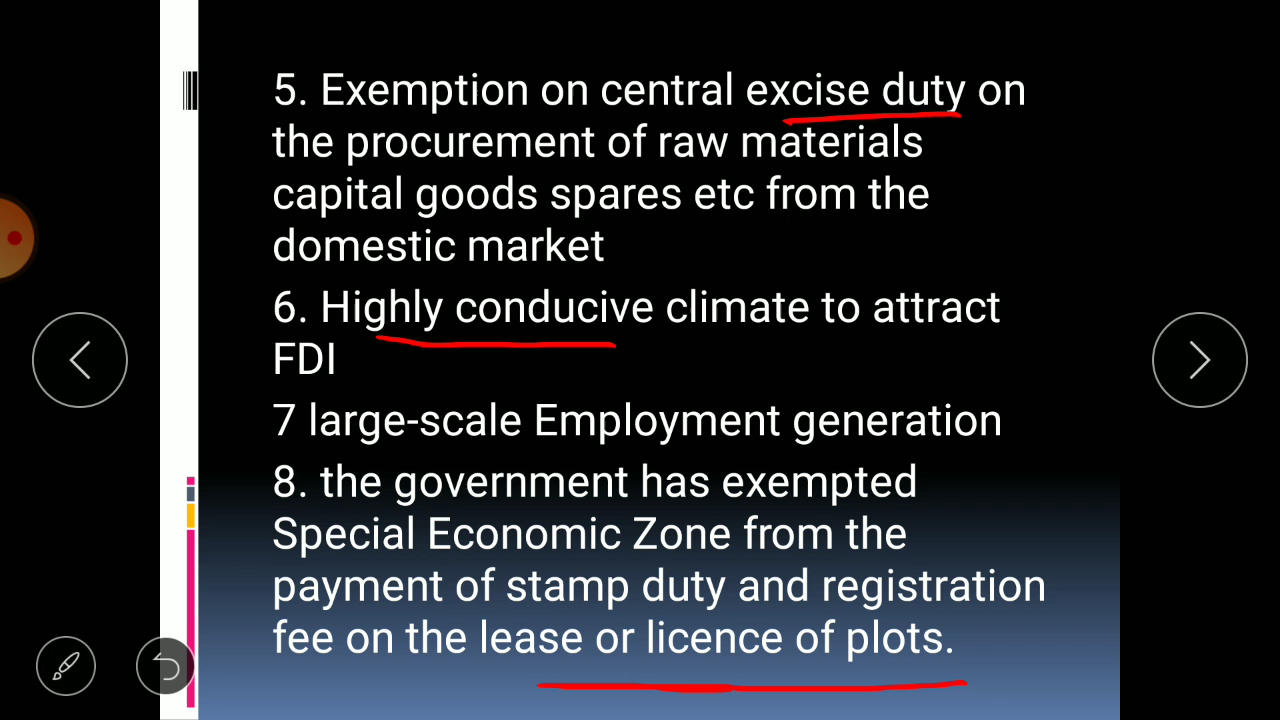 5. Exemption on central excise duty on
the procurement of raw materials
capital goods spares etc from the
domestic market
6. Highly conducive climate to attract
FDI
7 large-scale Employment generation
8. the government has exempted
Special Economic Zone from the
payment of stamp duty and registration
fee on the lease or licence of plots.